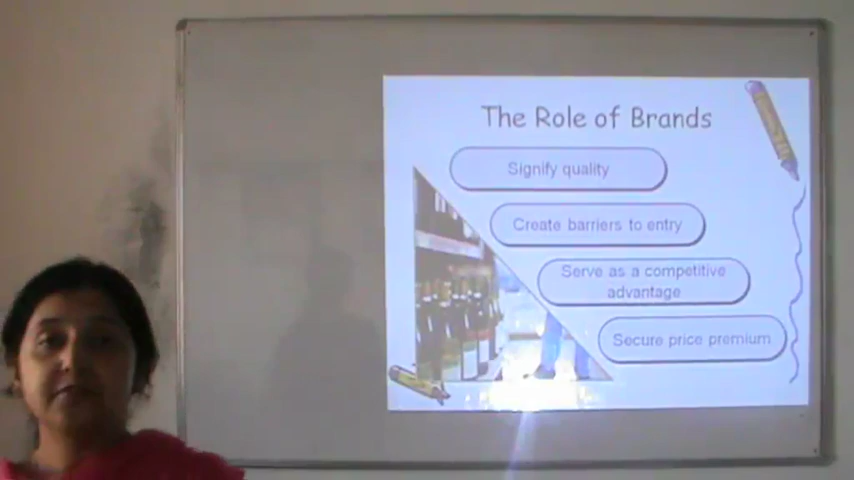 The Role of Brands
Signify quality
Create barriers to entry
Serve as a competitive
advantage
Secure price premium